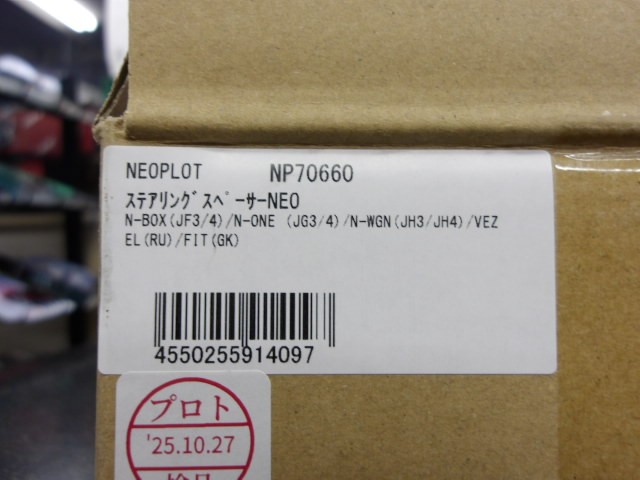 NEOPLOT NP70660
ｽﾃｱﾘﾝｸﾞｽﾍﾟｰｻｰNEO
N-BOX(JF3/4)/N-ONE (JG3/4)/N-WGN(JH3/JH4)/VEZ
EL(RU)/FIT(GK)
4550255914097
プロト
'25.10.27